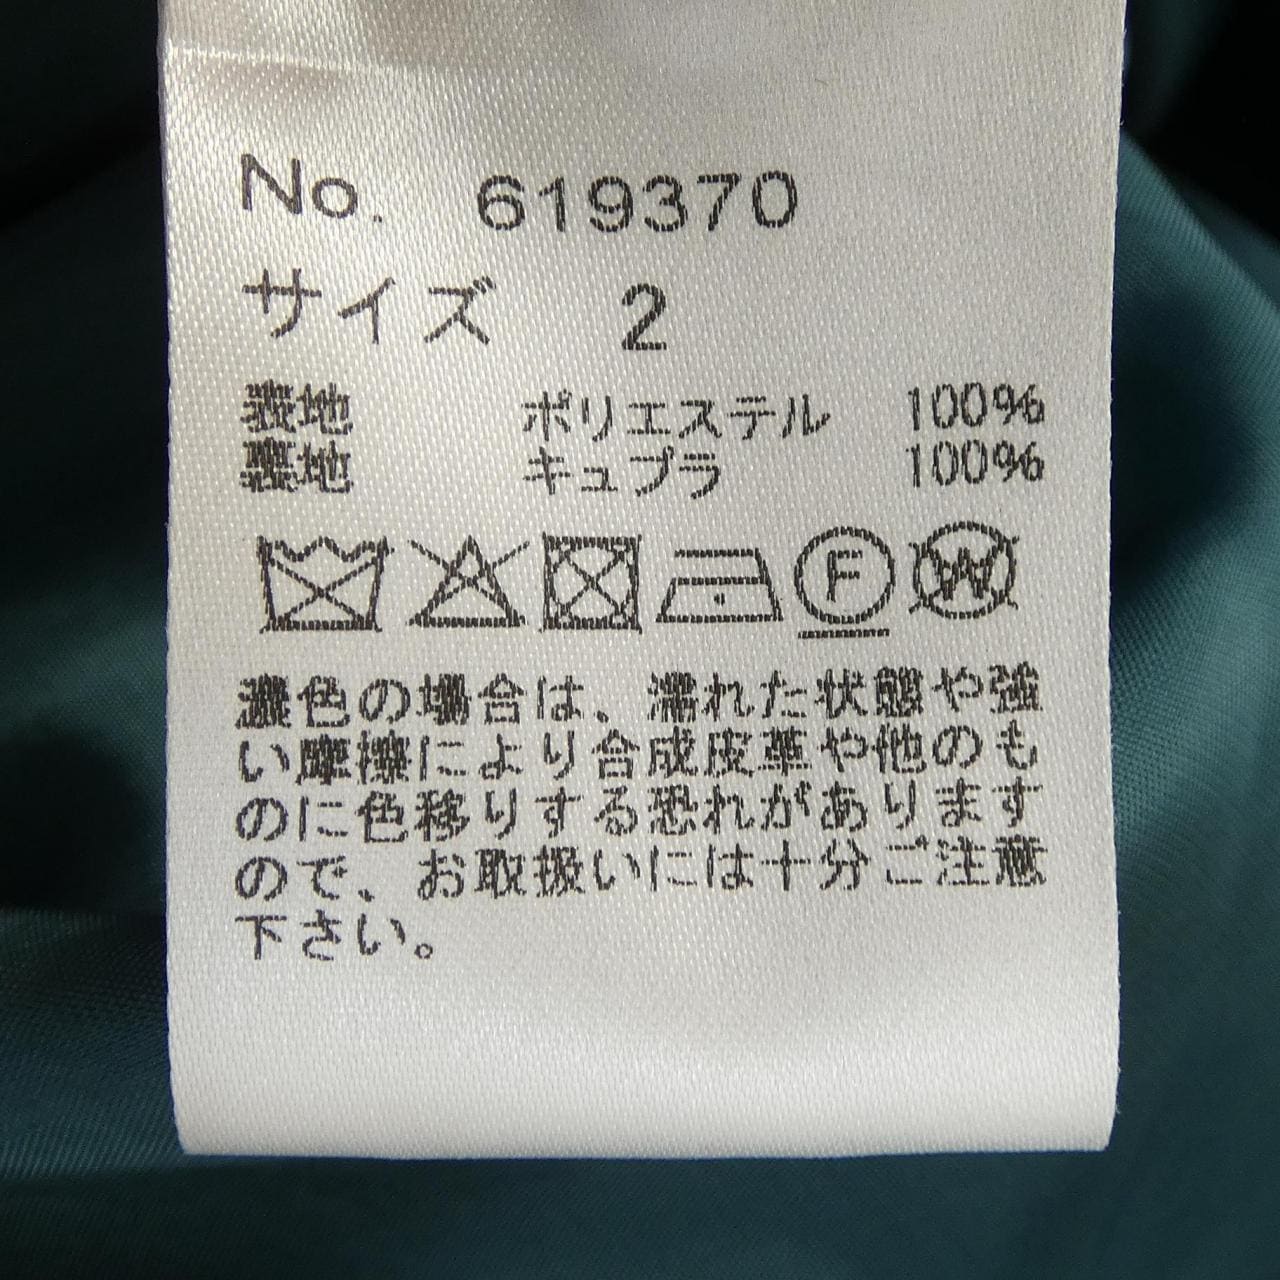 No. 619370
サイズ 2
表地 ポリエステル 100%
裏地 キュプラ 100%
F W
濃色の場合は、濡れた状態や強
い摩擦により合成皮革や他のも
のに色移りする恐れがあります
ので、お取扱いには十分ご注意
下さい。